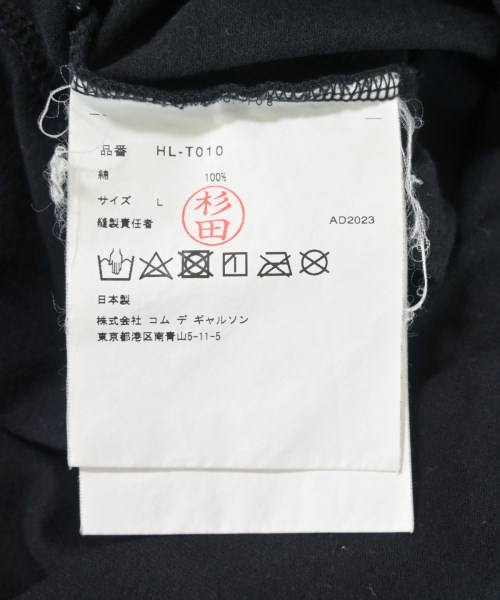 品番 HL-T010
綿 100%
サイズ L
杉田
縫製責任者 AD2023
日本製
株式会社 コム デ ギャルソン
東京都港区南青山5-11-5